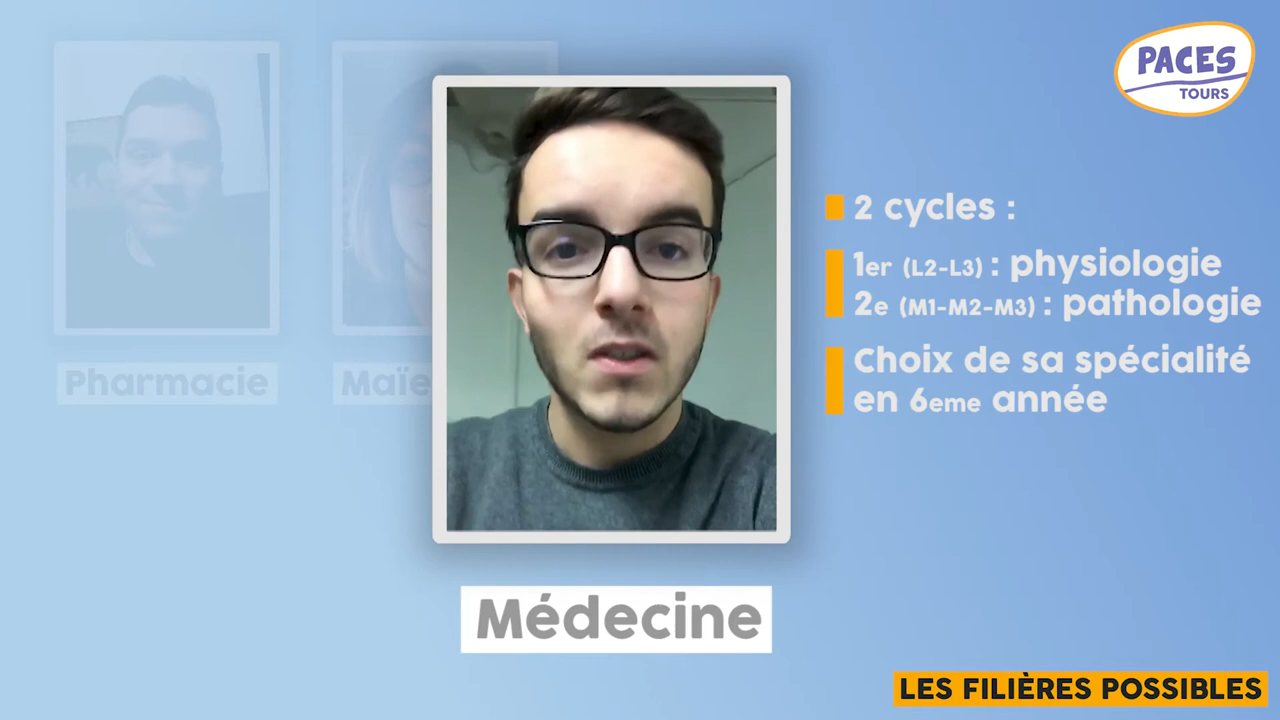 PACES
TOURS
2 cycles :
1er (L2-L3) : physiologie
2e (M1-M2-M3) : pathologie
Choix de sa spécialité
en 6eme année
Pharmacie
Maïe
Médecine
LES FILIÈRES POSSIBLES